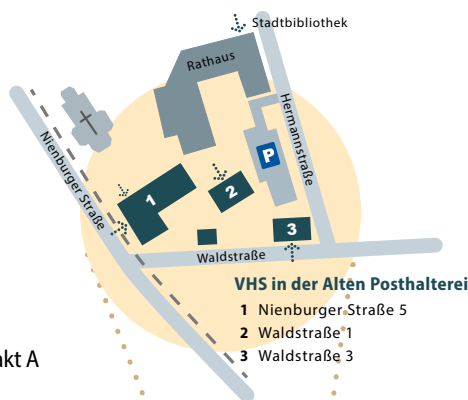 Stadtbibliothek
Rathaus
Hermannstraße
Nienburger Straße
P
1
2
3
Waldstraße
VHS in der Alten Posthalterei
1 Nienburger Straße 5
2 Waldstraße 1
3 Waldstraße 3
akt A